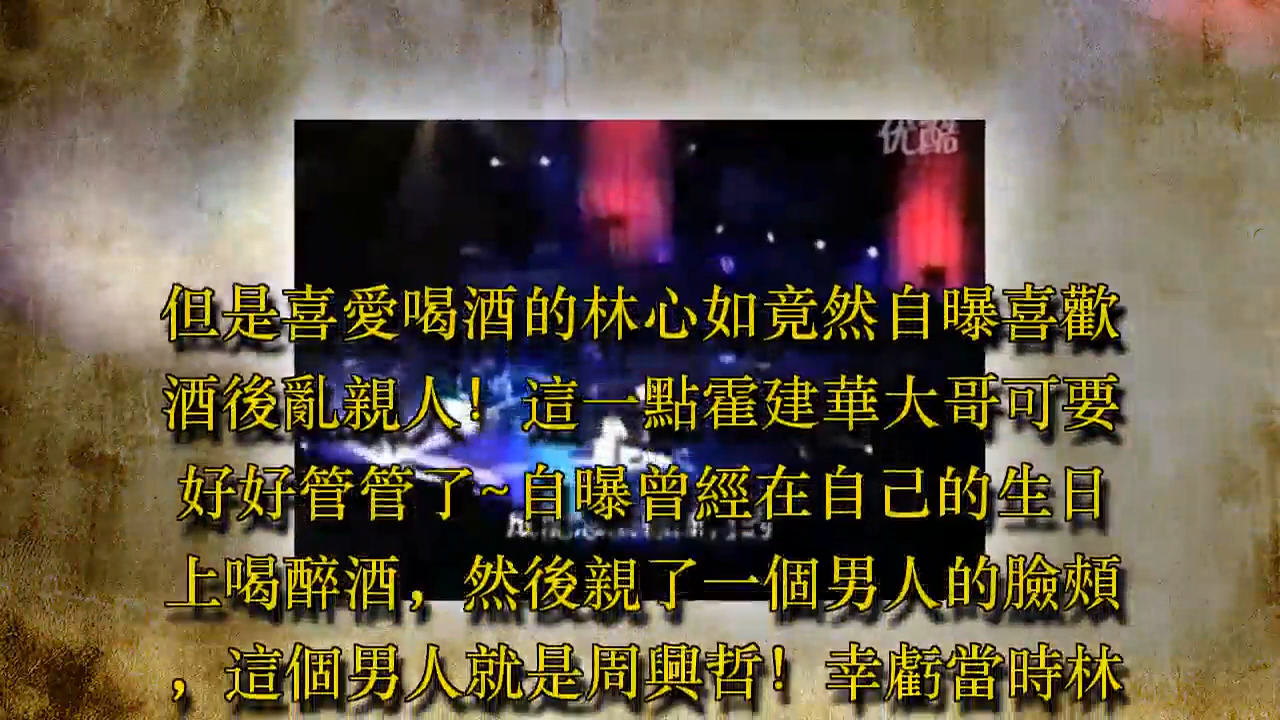 优酷
但是喜愛喝酒的林心如竟然自曝喜歡
酒後亂親人！這一點霍建華大哥可要
好好管管了~自曝曾經在自己的生日
上喝醉酒，然後親了一個男人的臉頰
，這個男人就是周興哲！幸虧當時林